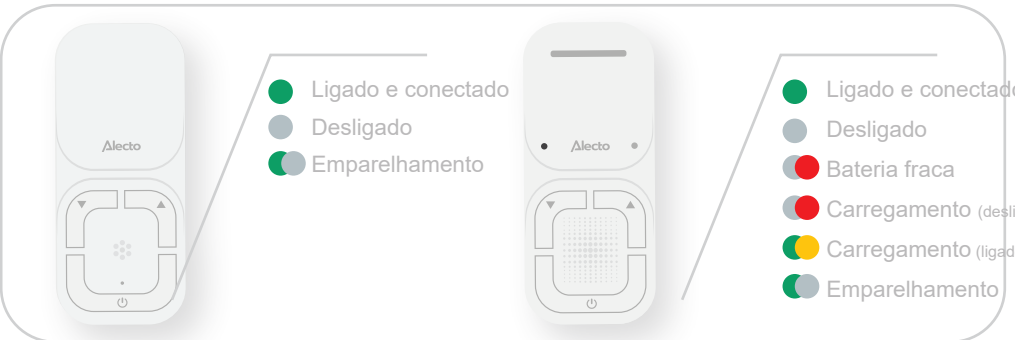 Alecto
Ligado e conectado
Desligado
Emparelhamento
Alecto
Ligado e conectado
Desligado
Bateria fraca
Carregamento
Carregamento
Emparelhamento